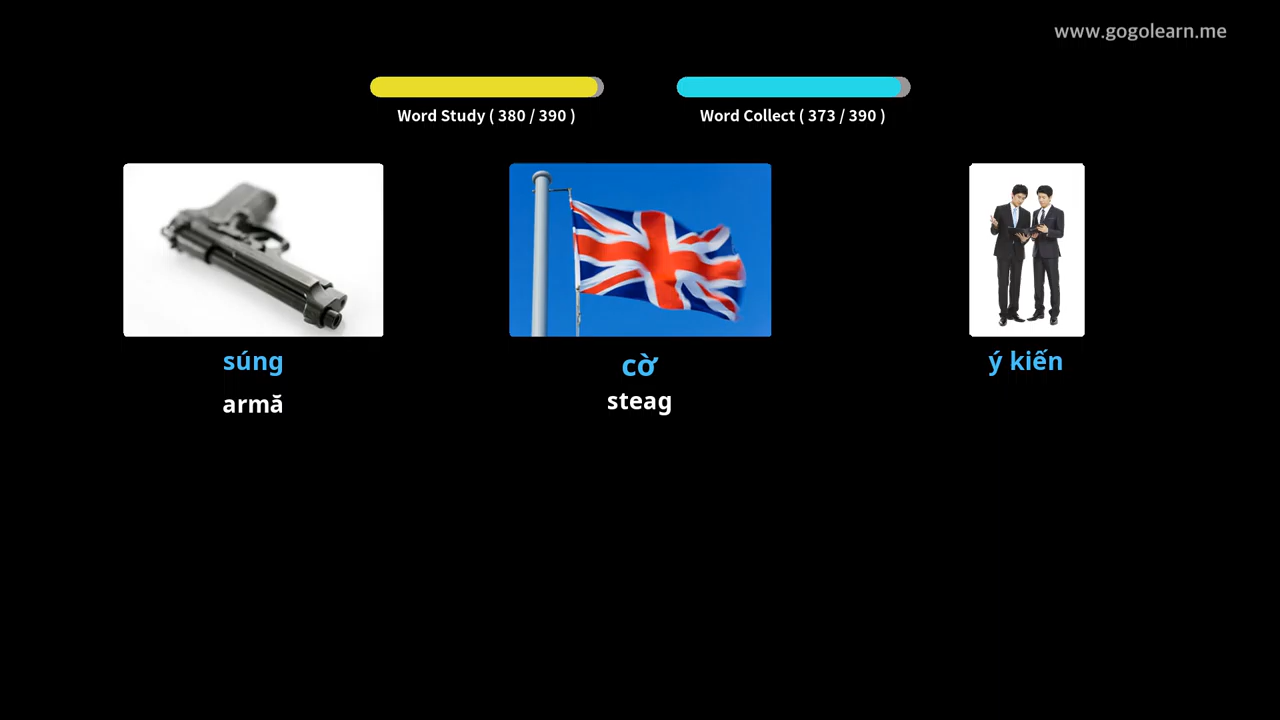 www.gogolearn.me
Word Study ( 380 / 390 )
Word Collect ( 373 / 390 )
súng
cờ
ý kiến
armă
steag